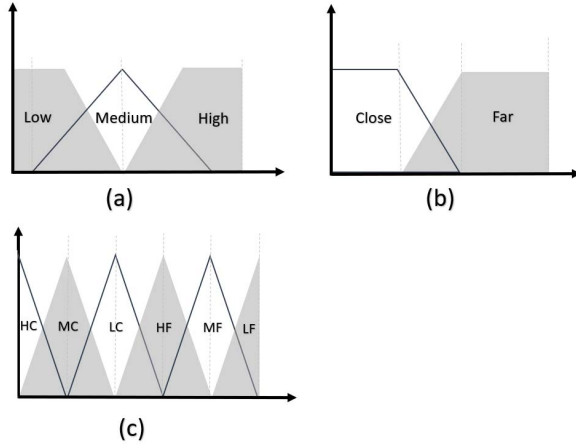 Low Medium High
Close Far
(a)
(b)
HC MC LC HF MF LF
(c)